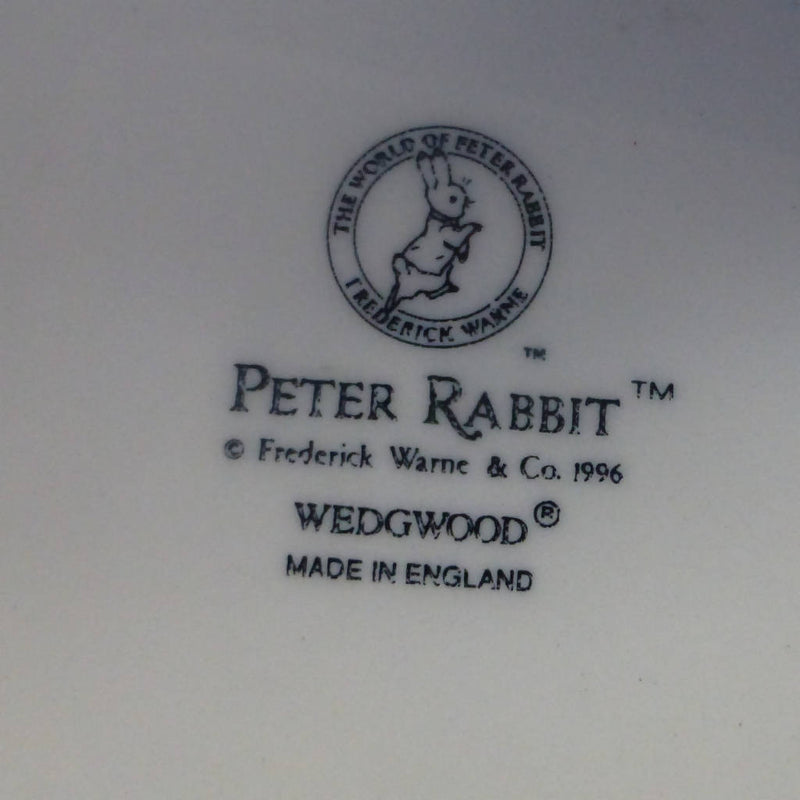 THE WORLD OF PETER RABBIT
FREDERICK WARNE
TM
PETER RABBIT™
© Frederick Warne & Co. 1996
WEDGWOOD®
MADE IN ENGLAND